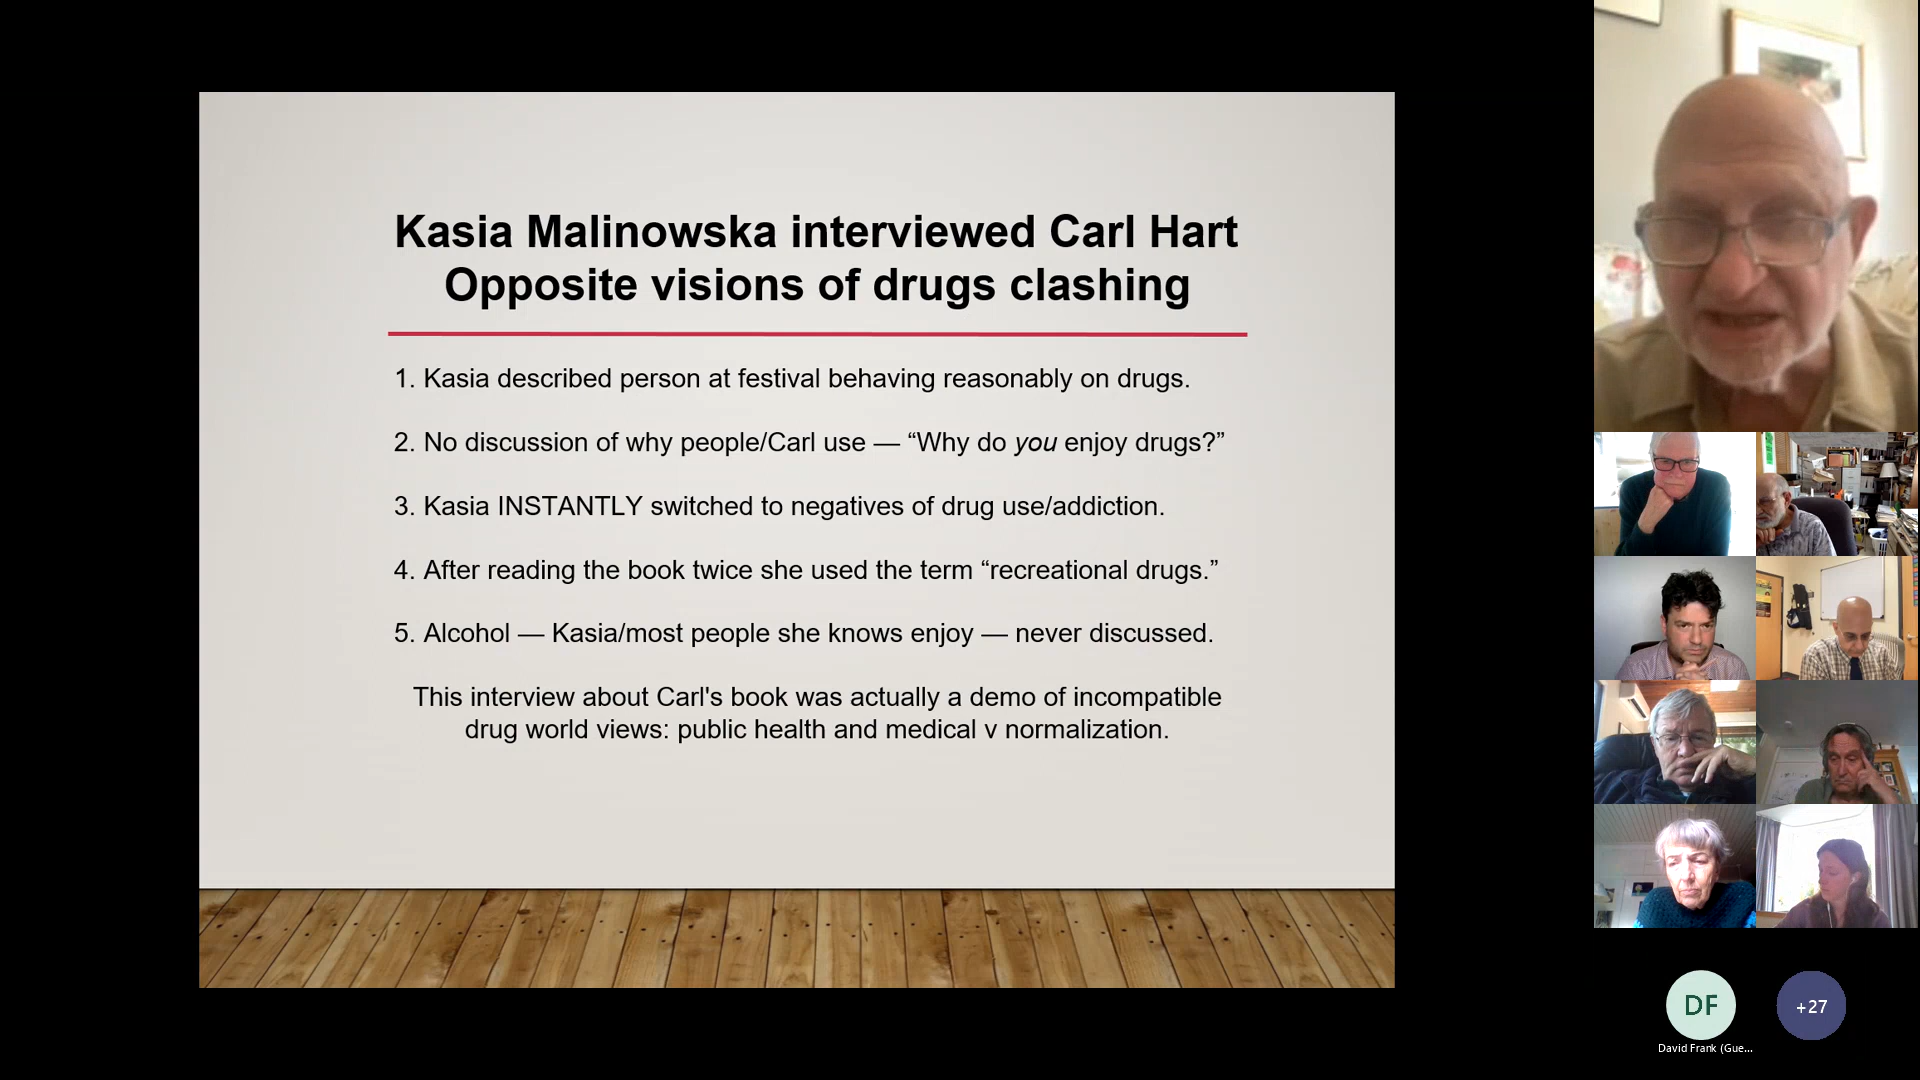 Kasia Malinowska interviewed Carl Hart
Opposite visions of drugs clashing
1. Kasia described person at festival behaving reasonably on drugs.
2. No discussion of why people/Carl use — “Why do you enjoy drugs?”
3. Kasia INSTANTLY switched to negatives of drug use/addiction.
4. After reading the book twice she used the term “recreational drugs.”
5. Alcohol — Kasia/most people she knows enjoy — never discussed.
This interview about Carl's book was actually a demo of incompatible
drug world views: public health and medical v normalization.
DF
+27
David Frank (Gue...